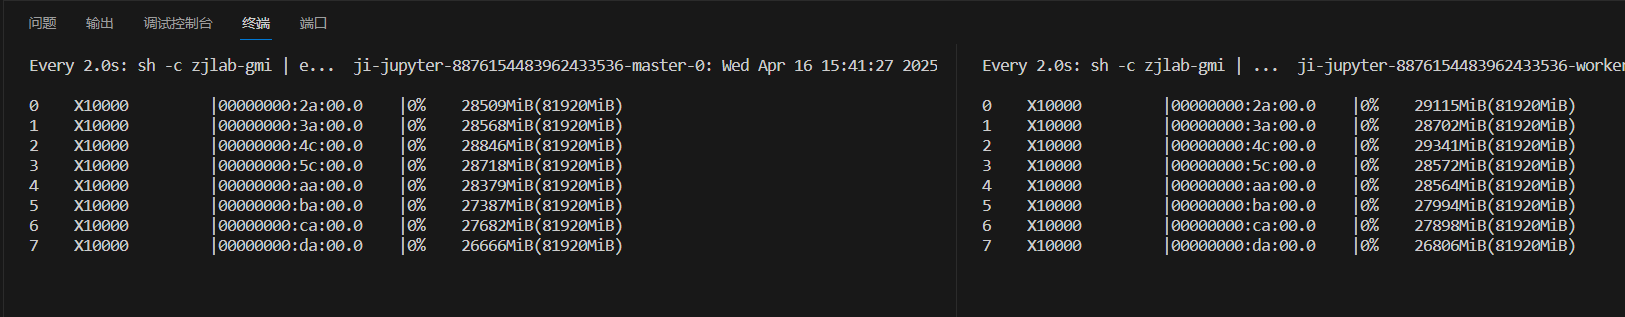 问题 输出 调试控制台 终端 端口
Every 2.0s: sh -c zjlab-gmi | e... ji-jupyter-8876154483962433536-master-0: Wed Apr 16 15:41:27 2025
0 X10000 |00000000:2a:00.0 |0% 28509MiB(81920MiB)
1 X10000 |00000000:3a:00.0 |0% 28568MiB(81920MiB)
2 X10000 |00000000:4c:00.0 |0% 28846MiB(81920MiB)
3 X10000 |00000000:5c:00.0 |0% 28718MiB(81920MiB)
4 X10000 |00000000:aa:00.0 |0% 28379MiB(81920MiB)
5 X10000 |00000000:ba:00.0 |0% 27387MiB(81920MiB)
6 X10000 |00000000:ca:00.0 |0% 27682MiB(81920MiB)
7 X10000 |00000000:da:00.0 |0% 26666MiB(81920MiB)
Every 2.0s: sh -c zjlab-gmi | ... ji-jupyter-8876154483962433536-worker
0 X10000 |00000000:2a:00.0 |0% 29115MiB(81920MiB)
1 X10000 |00000000:3a:00.0 |0% 28702MiB(81920MiB)
2 X10000 |00000000:4c:00.0 |0% 29341MiB(81920MiB)
3 X10000 |00000000:5c:00.0 |0% 28572MiB(81920MiB)
4 X10000 |00000000:aa:00.0 |0% 28564MiB(81920MiB)
5 X10000 |00000000:ba:00.0 |0% 27994MiB(81920MiB)
6 X10000 |00000000:ca:00.0 |0% 27898MiB(81920MiB)
7 X10000 |00000000:da:00.0 |0% 26806MiB(81920MiB)